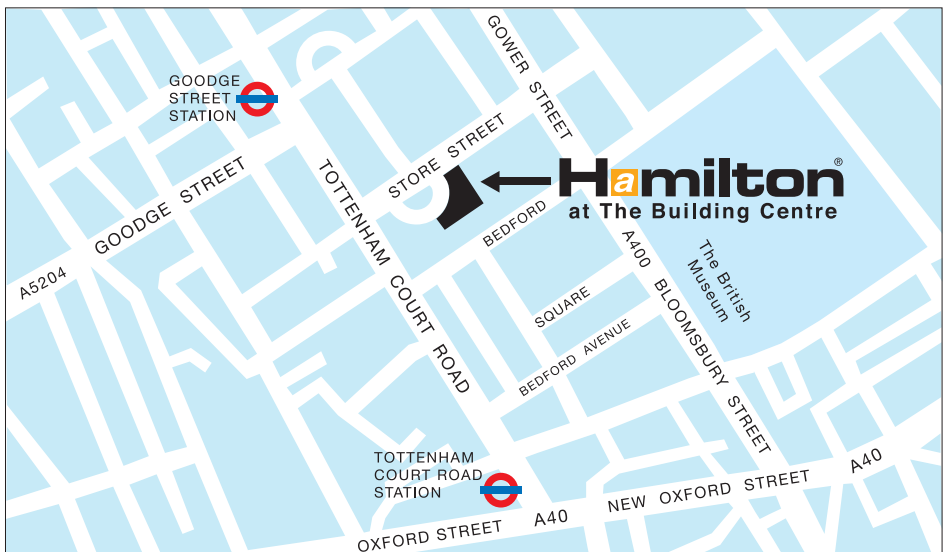 GOODGE
STREET
STATION
GOWER STREET
STORE STREET
GOODGE STREET
A5204
TOTTENHAM COURT ROAD
Hamilton®
at The Building Centre
BEDFORD
SQUARE
BEDFORD AVENUE
A400 BLOOMSBURY STREET
The British
Museum
TOTTENHAM
COURT ROAD
STATION
OXFORD STREET A40 NEW OXFORD STREET A40